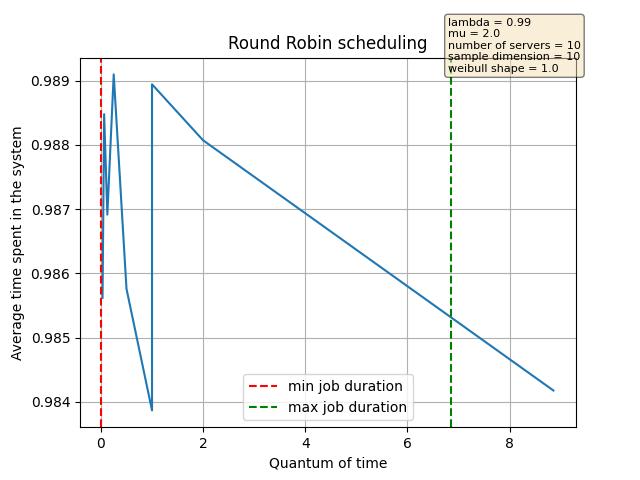 lambda = 0.99
mu = 2.0
number of servers = 10
sample dimension = 10
weibull shape = 1.0
Round Robin scheduling
0.989
0.988
0.987
0.986
0.985
0.984
Average time spent in the system
min job duration
max job duration
0 2 4 6 8
Quantum of time